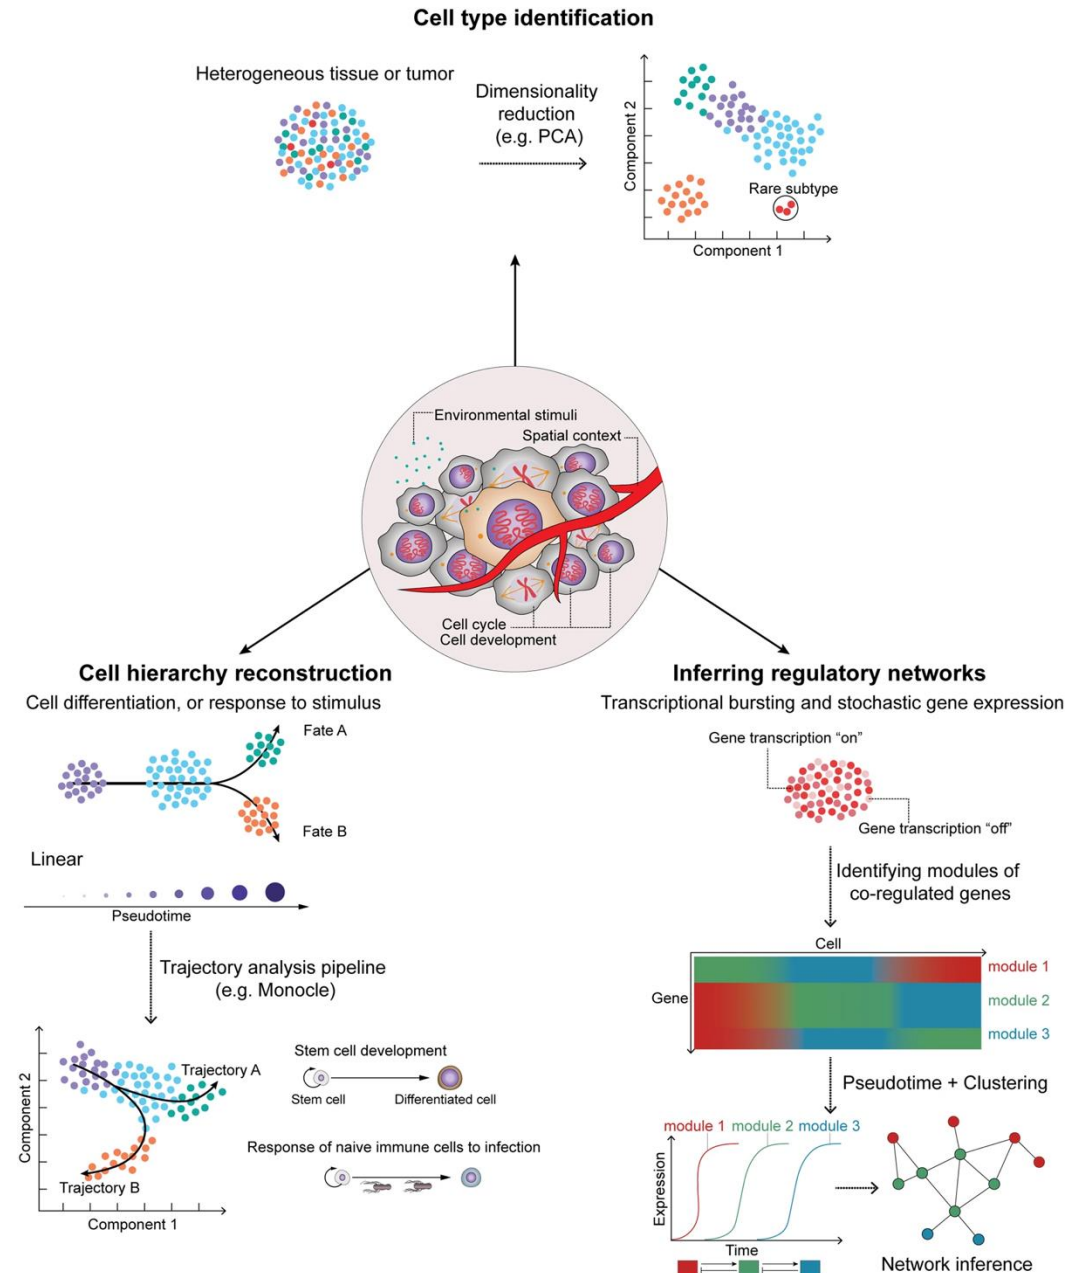 Cell type identification
Heterogeneous tissue or tumor
Dimensionality
reduction
(e.g. PCA)
Component 2
Rare subtype
Component 1
Environmental stimuli
Spatial context
Cell cycle
Cell development
Cell hierarchy reconstruction
Cell differentiation, or response to stimulus
Fate A
Fate B
Linear
Pseudotime
Trajectory analysis pipeline
(e.g. Monocle)
Component 2
Trajectory A
Trajectory B
Component 1
Stem cell development
Stem cell
Differentiated cell
Response of naive immune cells to infection
Inferring regulatory networks
Transcriptional bursting and stochastic gene expression
Gene transcription “on”
Gene transcription “off”
Identifying modules of
co-regulated genes
Cell
Gene
module 1
module 2
module 3
Pseudotime + Clustering
module 1 module 2 module 3
Expression
Time
Network inference